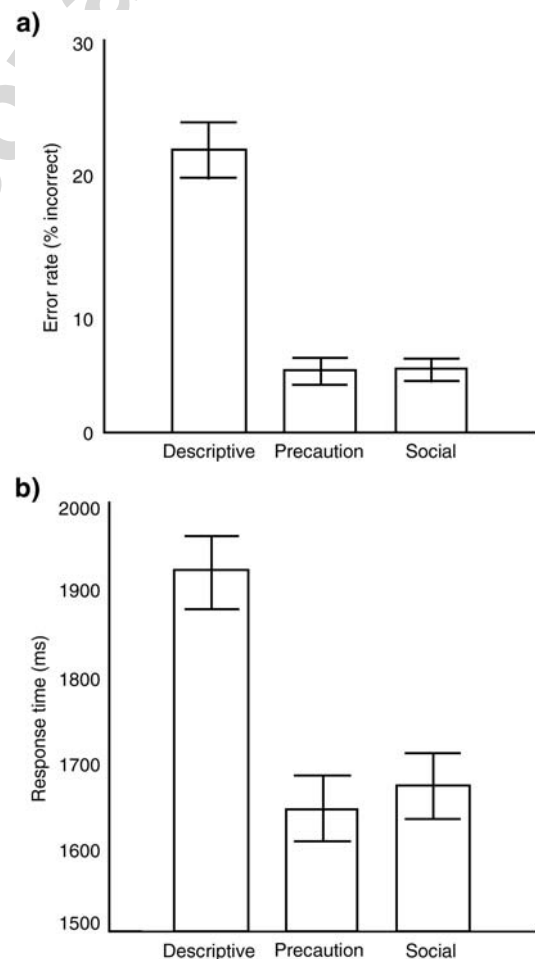 a)
30
20
10
0
Error rate (% incorrect)
Descriptive Precaution Social
b)
2000
1900
1800
1700
1600
1500
Response time (ms)
Descriptive Precaution Social